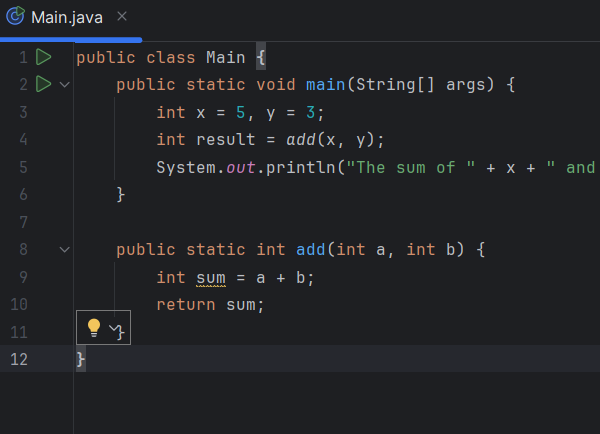 Main.java
1 public class Main {
2 public static void main(String[] args) {
3 int x = 5, y = 3;
4 int result = add(x, y);
5 System.out.println("The sum of " + x + " and
6 }
7
8 public static int add(int a, int b) {
9 int sum = a + b;
10 return sum;
11 }
12 }